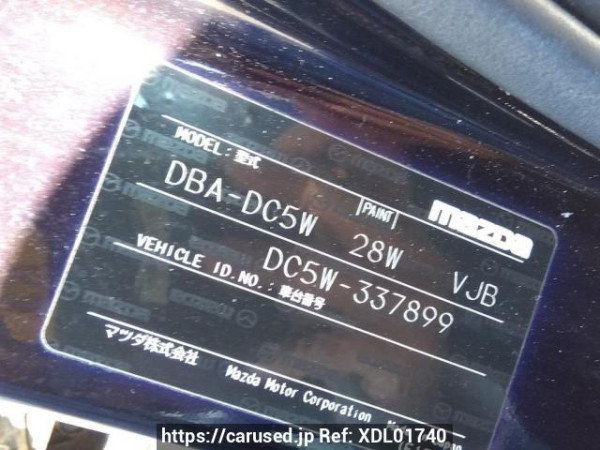 mazda
MODEL: 型式
DBA-DC5W
[PAINT]
28W VJB
VEHICLE ID.NO.: 車台番号
DC5W-337899
マツダ株式会社 Mazda Motor Corporation
https://carused.jp Ref: XDL01740